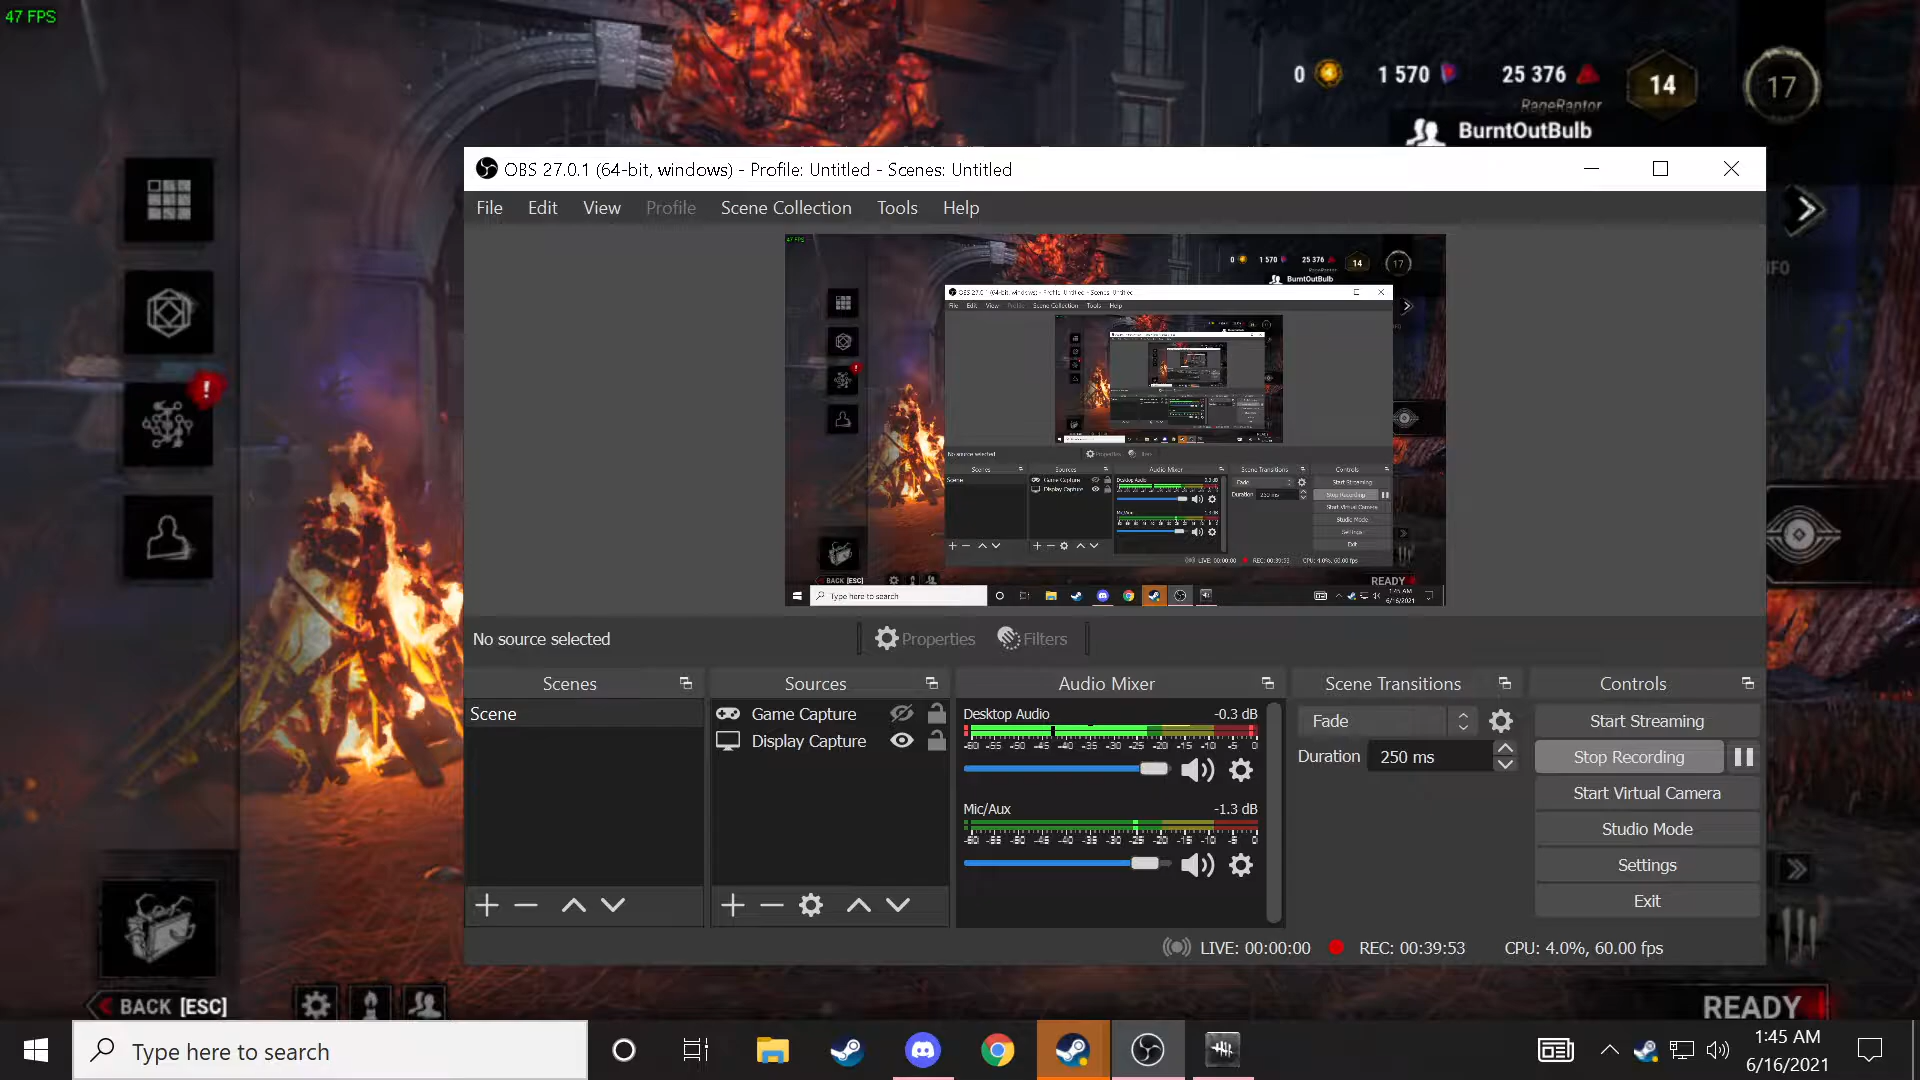 47 FPS
0 1 570 25 376 14 17
RageRaptor
BurntOutBulb
OBS 27.0.1 (64-bit, windows) - Profile: Untitled - Scenes: Untitled
File Edit View Profile Scene Collection Tools Help
No source selected Properties Filters
Scenes Sources Audio Mixer Scene Transitions Controls
Scene
Game Capture
Display Capture
Desktop Audio -0.3 dB
-60 -55 -50 -45 -40 -35 -30 -25 -20 -15 -10 -5 0
Mic/Aux -1.3 dB
-60 -55 -50 -45 -40 -35 -30 -25 -20 -15 -10 -5 0
Fade
Duration 250 ms
Start Streaming
Stop Recording
Start Virtual Camera
Studio Mode
Settings
Exit
LIVE: 00:00:00 REC: 00:39:53 CPU: 4.0%, 60.00 fps
BACK [ESC]
READY
Type here to search
1:45 AM
6/16/2021